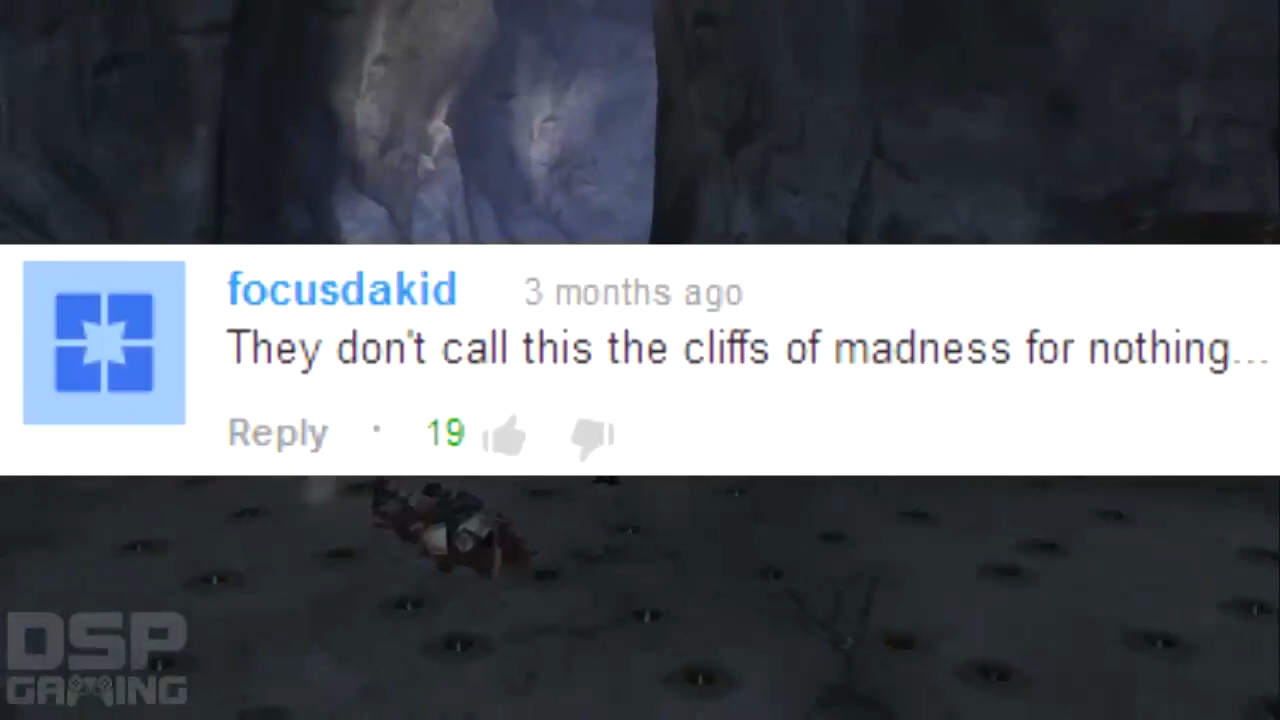 focusdakid 3 months ago
They don't call this the cliffs of madness for nothing...
Reply · 19
DSP
GAMING